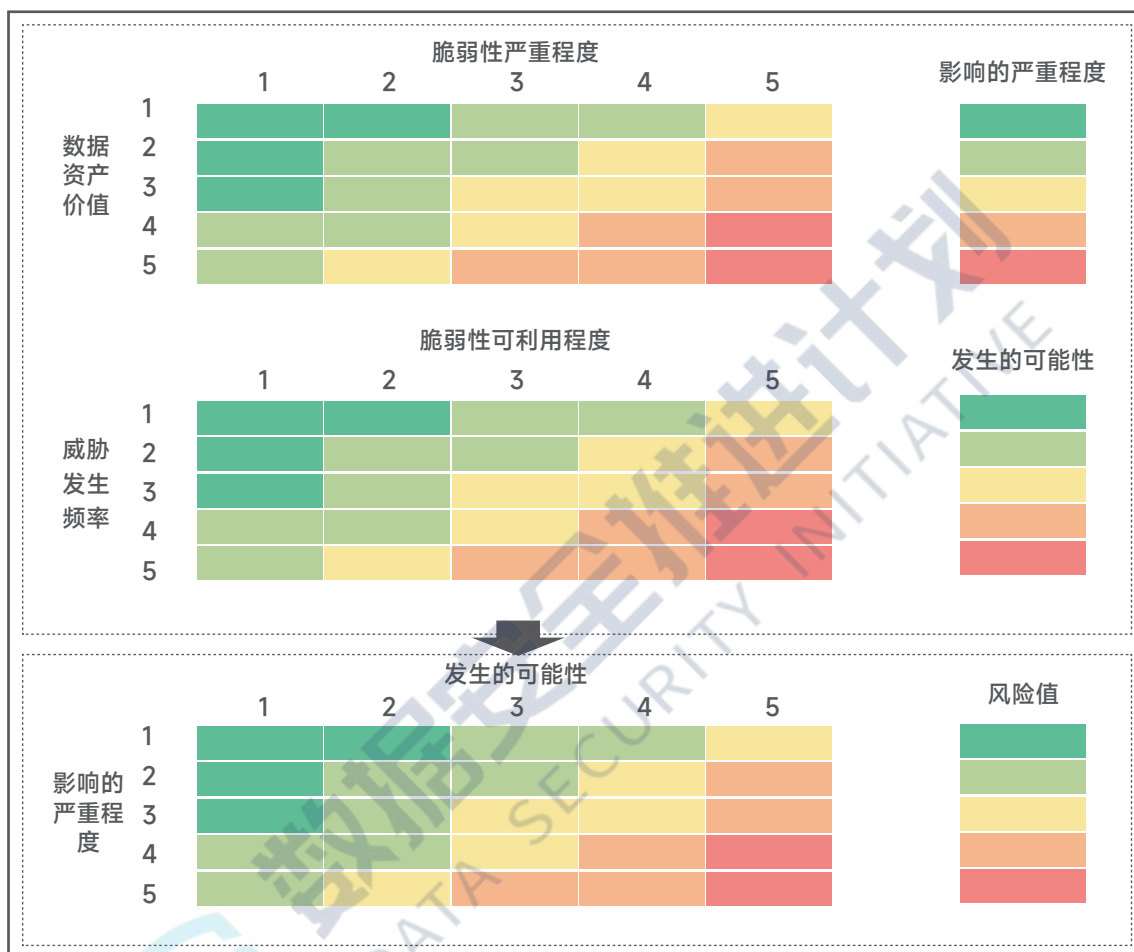 脆弱性严重程度
影响的严重程度
1 2 3 4 5
数据
资产
价值
1
2
3
4
5
脆弱性可利用程度
发生的可能性
1 2 3 4 5
威胁
发生
频率
1
2
3
4
5
发生的可能性
风险值
1 2 3 4 5
影响的
严重程
度
1
2
3
4
5
数据安全推进计划
DATA SECURITY INITIATIVE